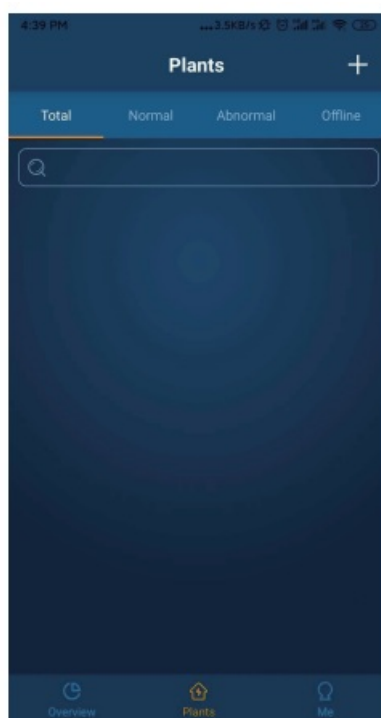 4:39 PM ...3.5KB/s
Plants
Total Normal Abnormal Offline
Overview Plants Me